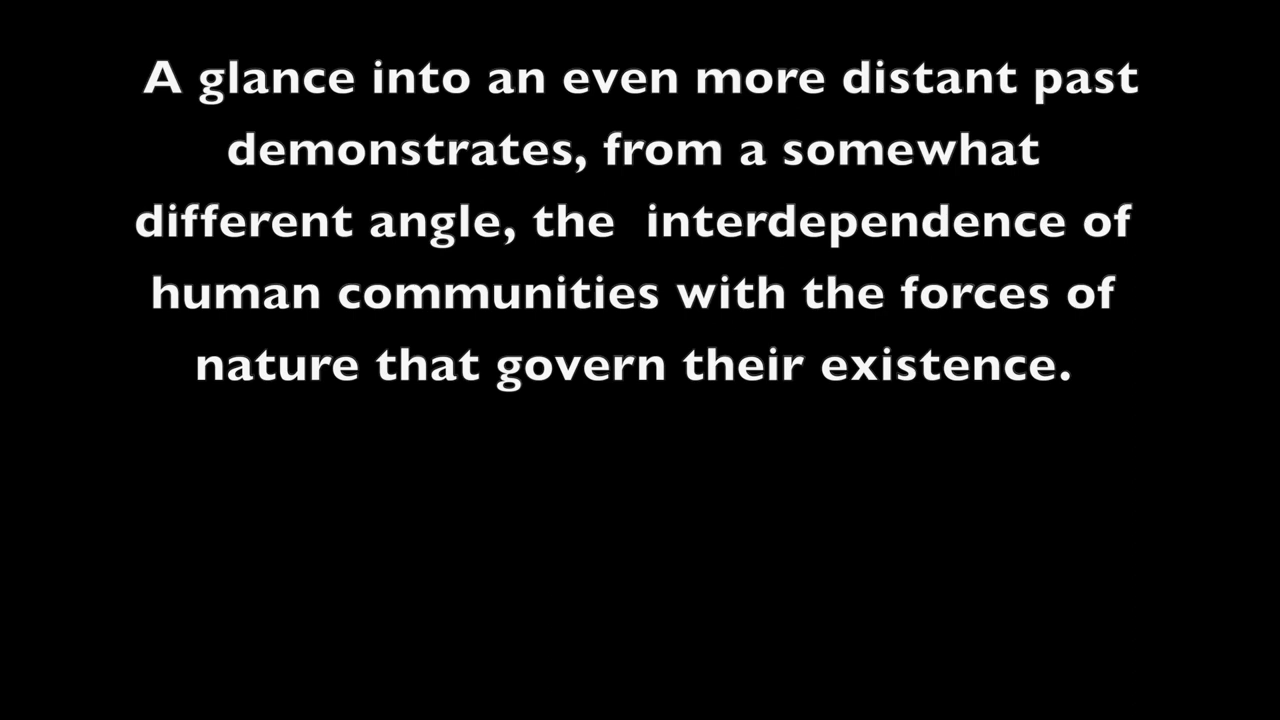 A glance into an even more distant past
demonstrates, from a somewhat
different angle, the  interdependence of
human communities with the forces of
nature that govern their existence.